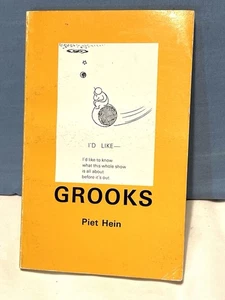 I'D LIKE—
I'd like to know
what this whole show
is all about
before it's out.
GROOKS
Piet Hein